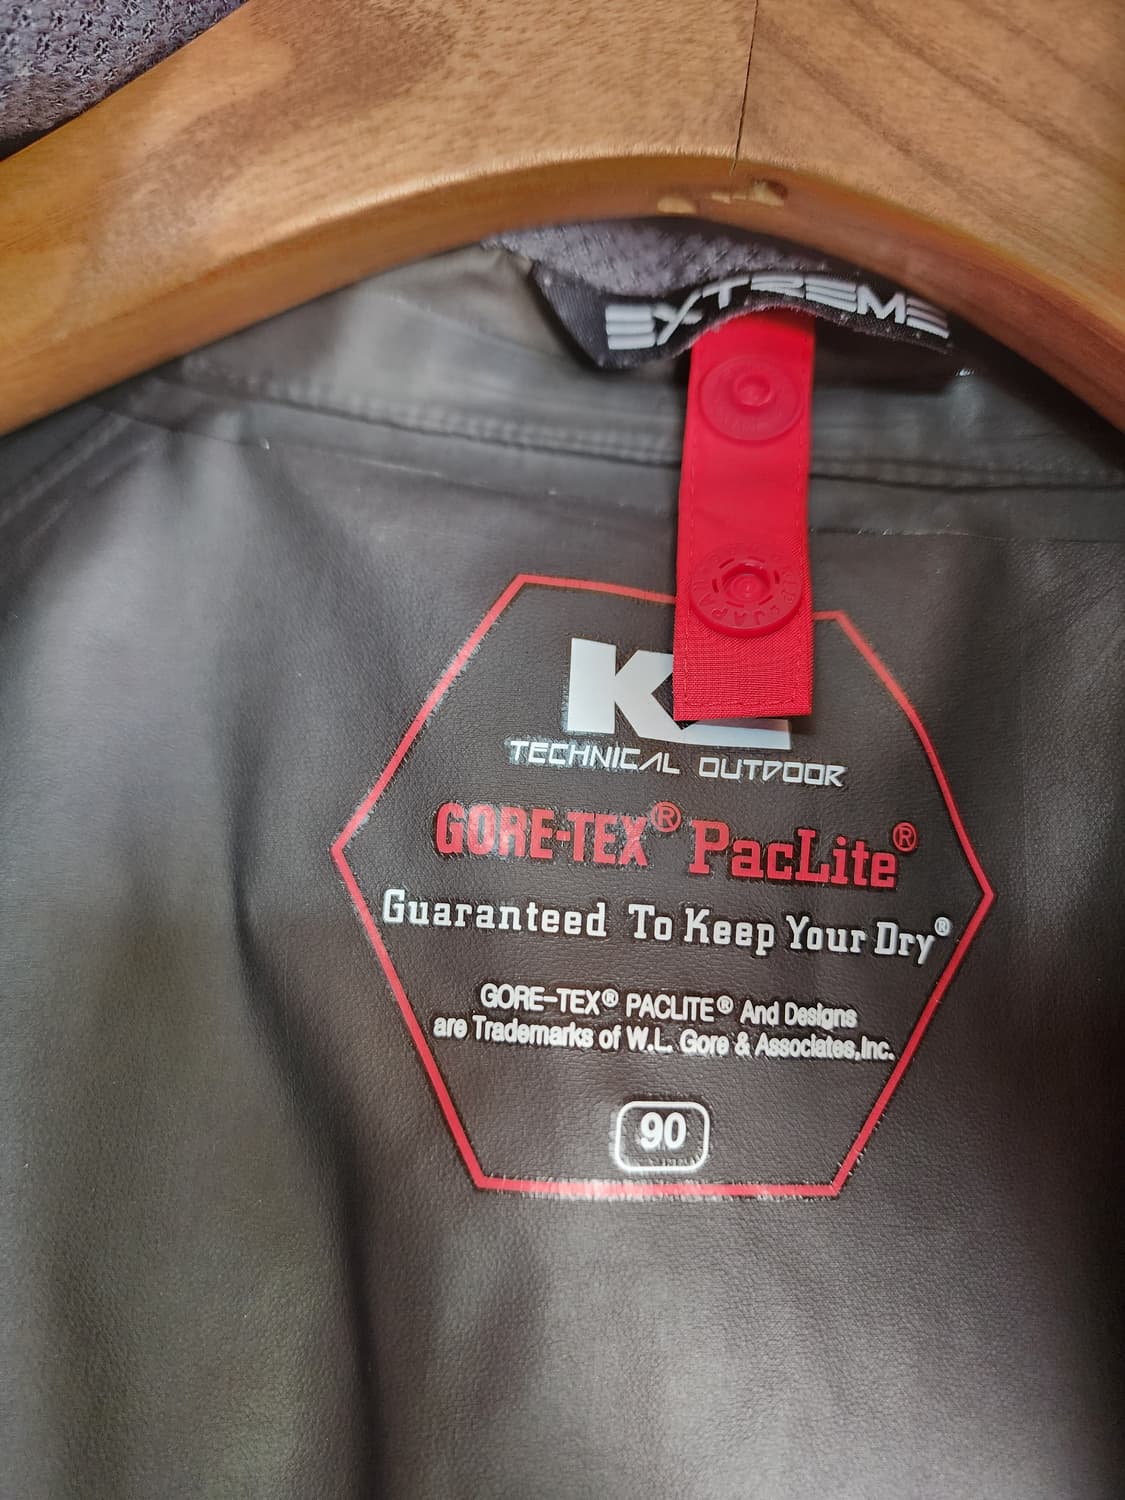 EXTREME
JAPAN
K2
TECHNICAL OUTDOOR
GORE-TEX® PacLite®
Guaranteed To Keep Your Dry®
GORE-TEX® PACLITE® And Designs
are Trademarks of W.L. Gore & Associates,Inc.
90